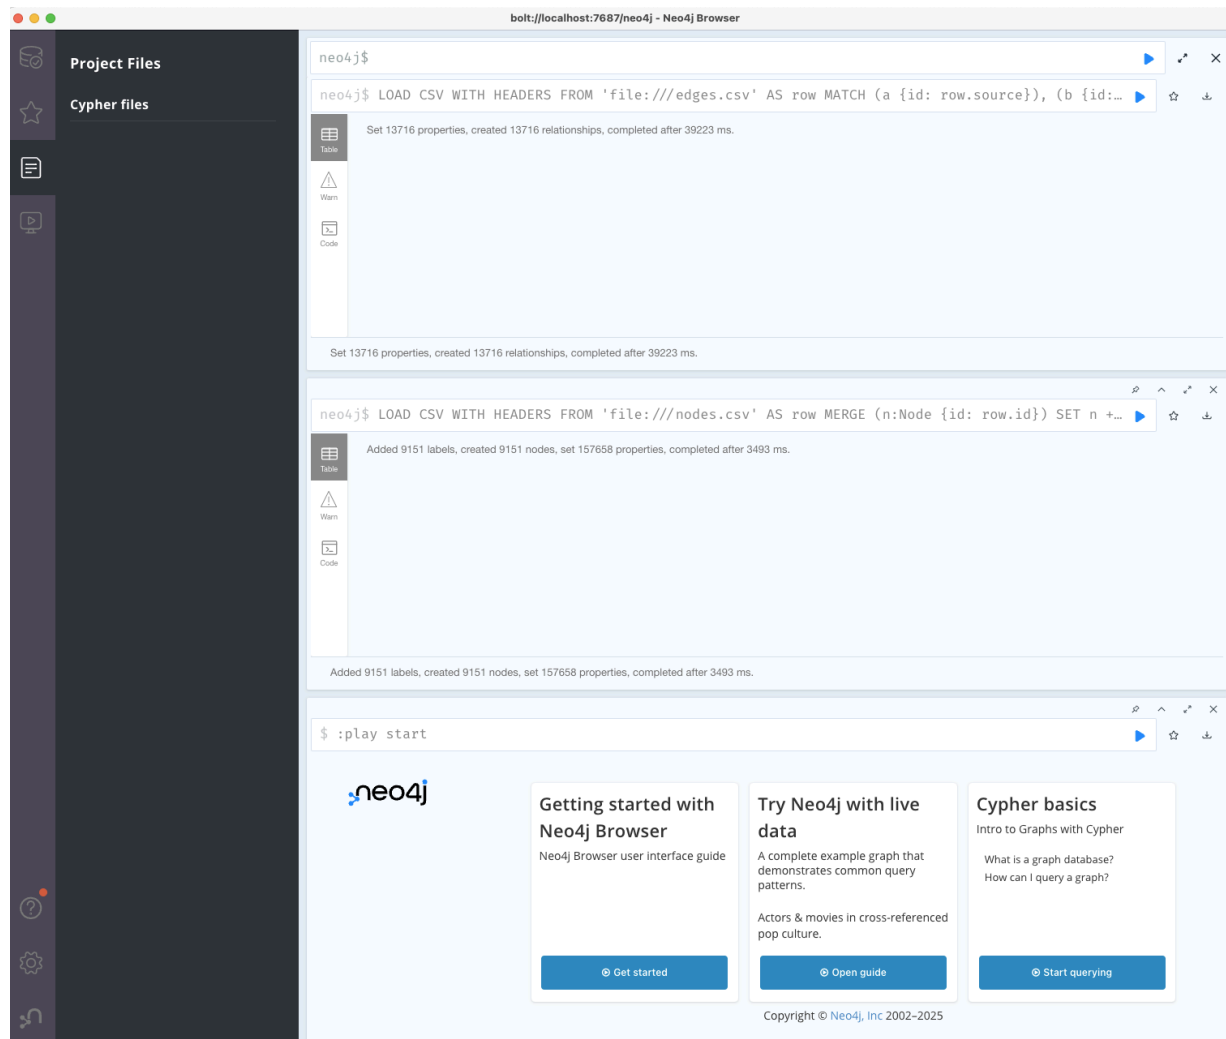 bolt://localhost:7687/neo4j - Neo4j Browser
Project Files
Cypher files
neo4j$
neo4j$ LOAD CSV WITH HEADERS FROM 'file:///edges.csv' AS row MATCH (a {id: row.source}), (b {id:…
Table
Set 13716 properties, created 13716 relationships, completed after 39223 ms.
Warn
Code
Set 13716 properties, created 13716 relationships, completed after 39223 ms.
neo4j$ LOAD CSV WITH HEADERS FROM 'file:///nodes.csv' AS row MERGE (n:Node {id: row.id}) SET n +…
Table
Added 9151 labels, created 9151 nodes, set 157658 properties, completed after 3493 ms.
Warn
Code
Added 9151 labels, created 9151 nodes, set 157658 properties, completed after 3493 ms.
$ :play start
neo4j
Getting started with
Neo4j Browser
Neo4j Browser user interface guide
Get started
Try Neo4j with live
data
A complete example graph that
demonstrates common query
patterns.
Actors & movies in cross-referenced
pop culture.
Open guide
Cypher basics
Intro to Graphs with Cypher
What is a graph database?
How can I query a graph?
Start querying
Copyright © Neo4j, Inc 2002–2025